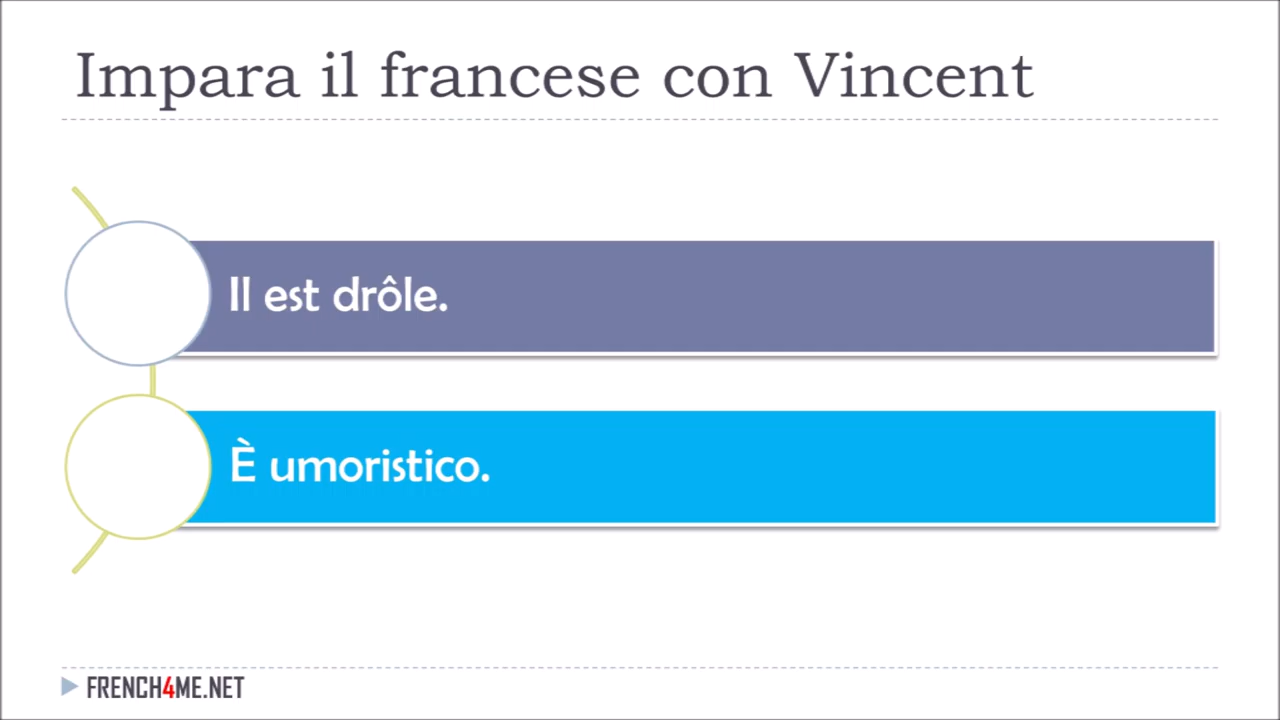 Impara il francese con Vincent
Il est drôle.
È umoristico.
FRENCH4ME.NET